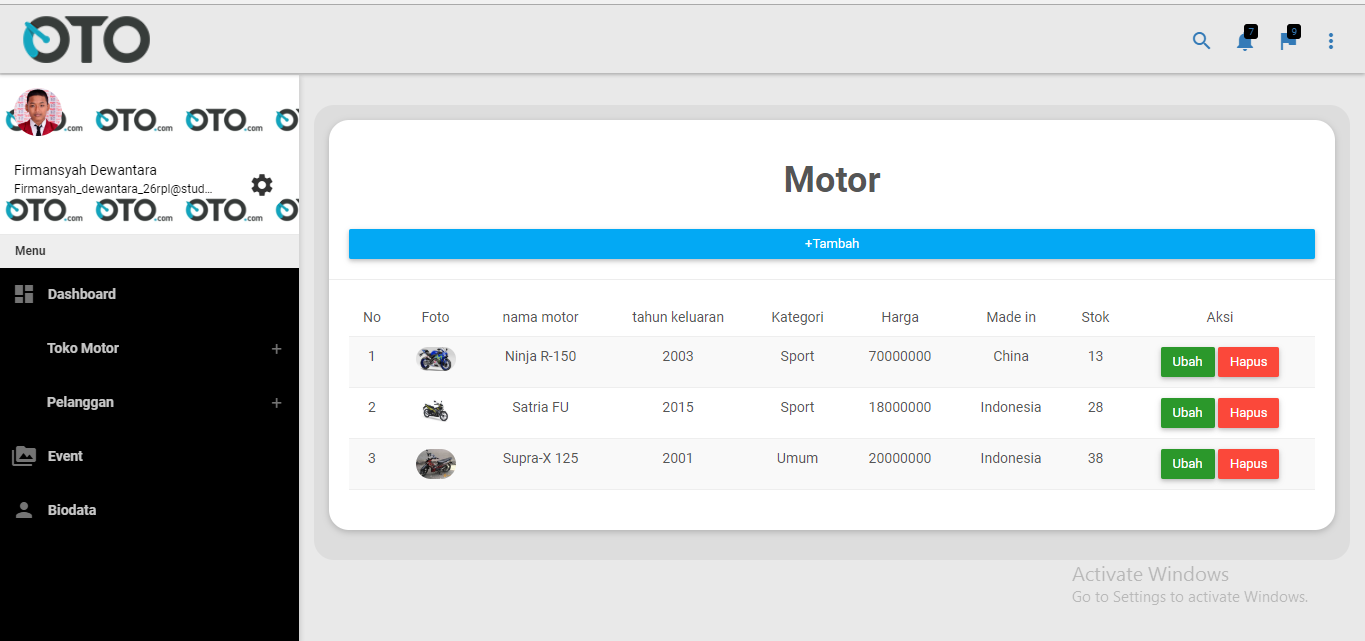 OTO
7
9
.com OTO.com OTO.com
Firmansyah Dewantara
Firmansyah_dewantara_26rpl@stud...
OTO.com OTO.com OTO.com
Menu
Dashboard
Toko Motor +
Pelanggan +
Event
Biodata
Motor
+Tambah
No Foto nama motor tahun keluaran Kategori Harga Made in Stok Aksi
1 Ninja R-150 2003 Sport 70000000 China 13 Ubah Hapus
2 Satria FU 2015 Sport 18000000 Indonesia 28 Ubah Hapus
3 Supra-X 125 2001 Umum 20000000 Indonesia 38 Ubah Hapus
Activate Windows
Go to Settings to activate Windows.